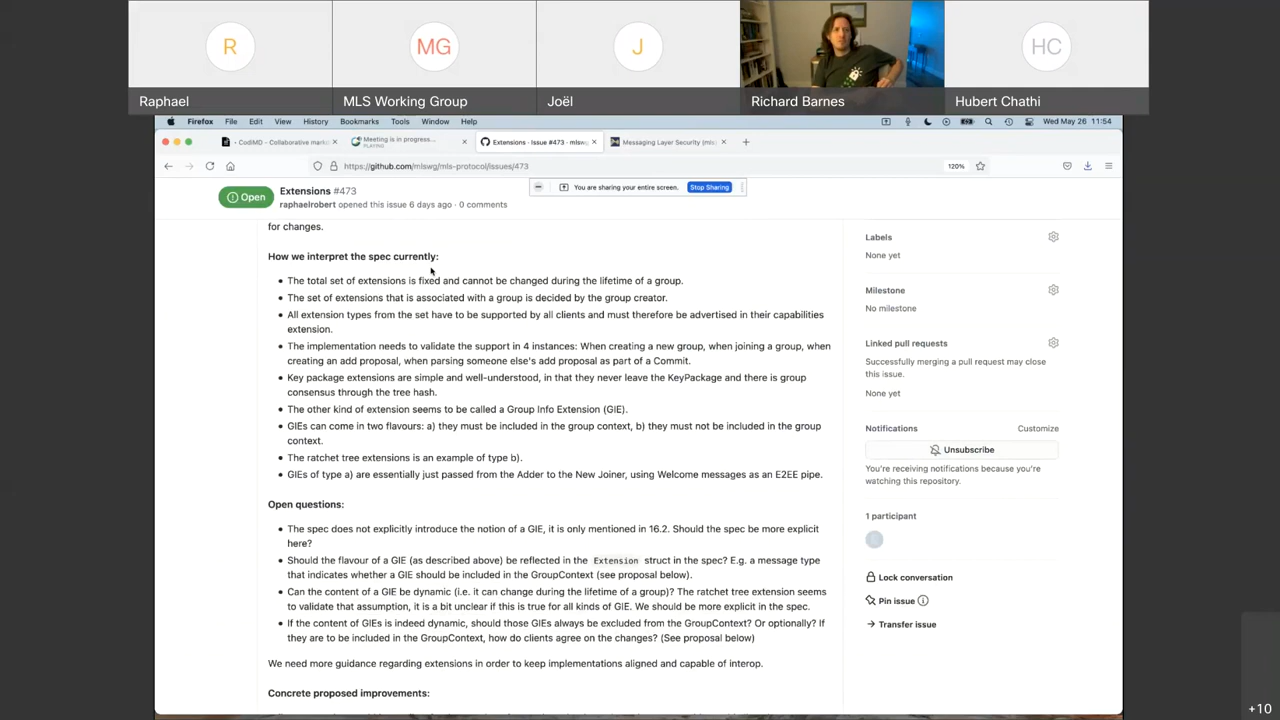 R
MG
J
HC
Raphael
MLS Working Group
Joël
Richard Barnes
Hubert Chathi
Firefox File Edit View History Bookmarks Tools Window Help
Wed May 26 11:54
CodiMD - Collaborative mark
Meeting is in progress...
PLAYING
Extensions · Issue #473 · mlswg
Messaging Layer Security (mls)
https://github.com/mlswg/mls-protocol/issues/473
120%
You are sharing your entire screen.
Stop Sharing
Open
Extensions #473
raphaelrobert opened this issue 6 days ago · 0 comments
for changes.
How we interpret the spec currently:
• The total set of extensions is fixed and cannot be changed during the lifetime of a group.
• The set of extensions that is associated with a group is decided by the group creator.
• All extension types from the set have to be supported by all clients and must therefore be advertised in their capabilities
extension.
• The implementation needs to validate the support in 4 instances: When creating a new group, when joining a group, when
creating an add proposal, when parsing someone else's add proposal as part of a Commit.
• Key package extensions are simple and well-understood, in that they never leave the KeyPackage and there is group
consensus through the tree hash.
• The other kind of extension seems to be called a Group Info Extension (GIE).
• GIEs can come in two flavours: a) they must be included in the group context, b) they must not be included in the group
context.
• The ratchet tree extensions is an example of type b).
• GIEs of type a) are essentially just passed from the Adder to the New Joiner, using Welcome messages as an E2EE pipe.
Open questions:
• The spec does not explicitly introduce the notion of a GIE, it is only mentioned in 16.2. Should the spec be more explicit
here?
• Should the flavour of a GIE (as described above) be reflected in the Extension struct in the spec? E.g. a message type
that indicates whether a GIE should be included in the GroupContext (see proposal below).
• Can the content of a GIE be dynamic (i.e. it can change during the lifetime of a group)? The ratchet tree extension seems
to validate that assumption, it is a bit unclear if this is true for all kinds of GIE. We should be more explicit in the spec.
• If the content of GIEs is indeed dynamic, should those GIEs always be excluded from the GroupContext? Or optionally? If
they are to be included in the GroupContext, how do clients agree on the changes? (See proposal below)
We need more guidance regarding extensions in order to keep implementations aligned and capable of interop.
Concrete proposed improvements:
Labels
None yet
Milestone
No milestone
Linked pull requests
Successfully merging a pull request may close
this issue.
None yet
Notifications
Customize
Unsubscribe
You're receiving notifications because you're
watching this repository.
1 participant
Lock conversation
Pin issue
Transfer issue
+10